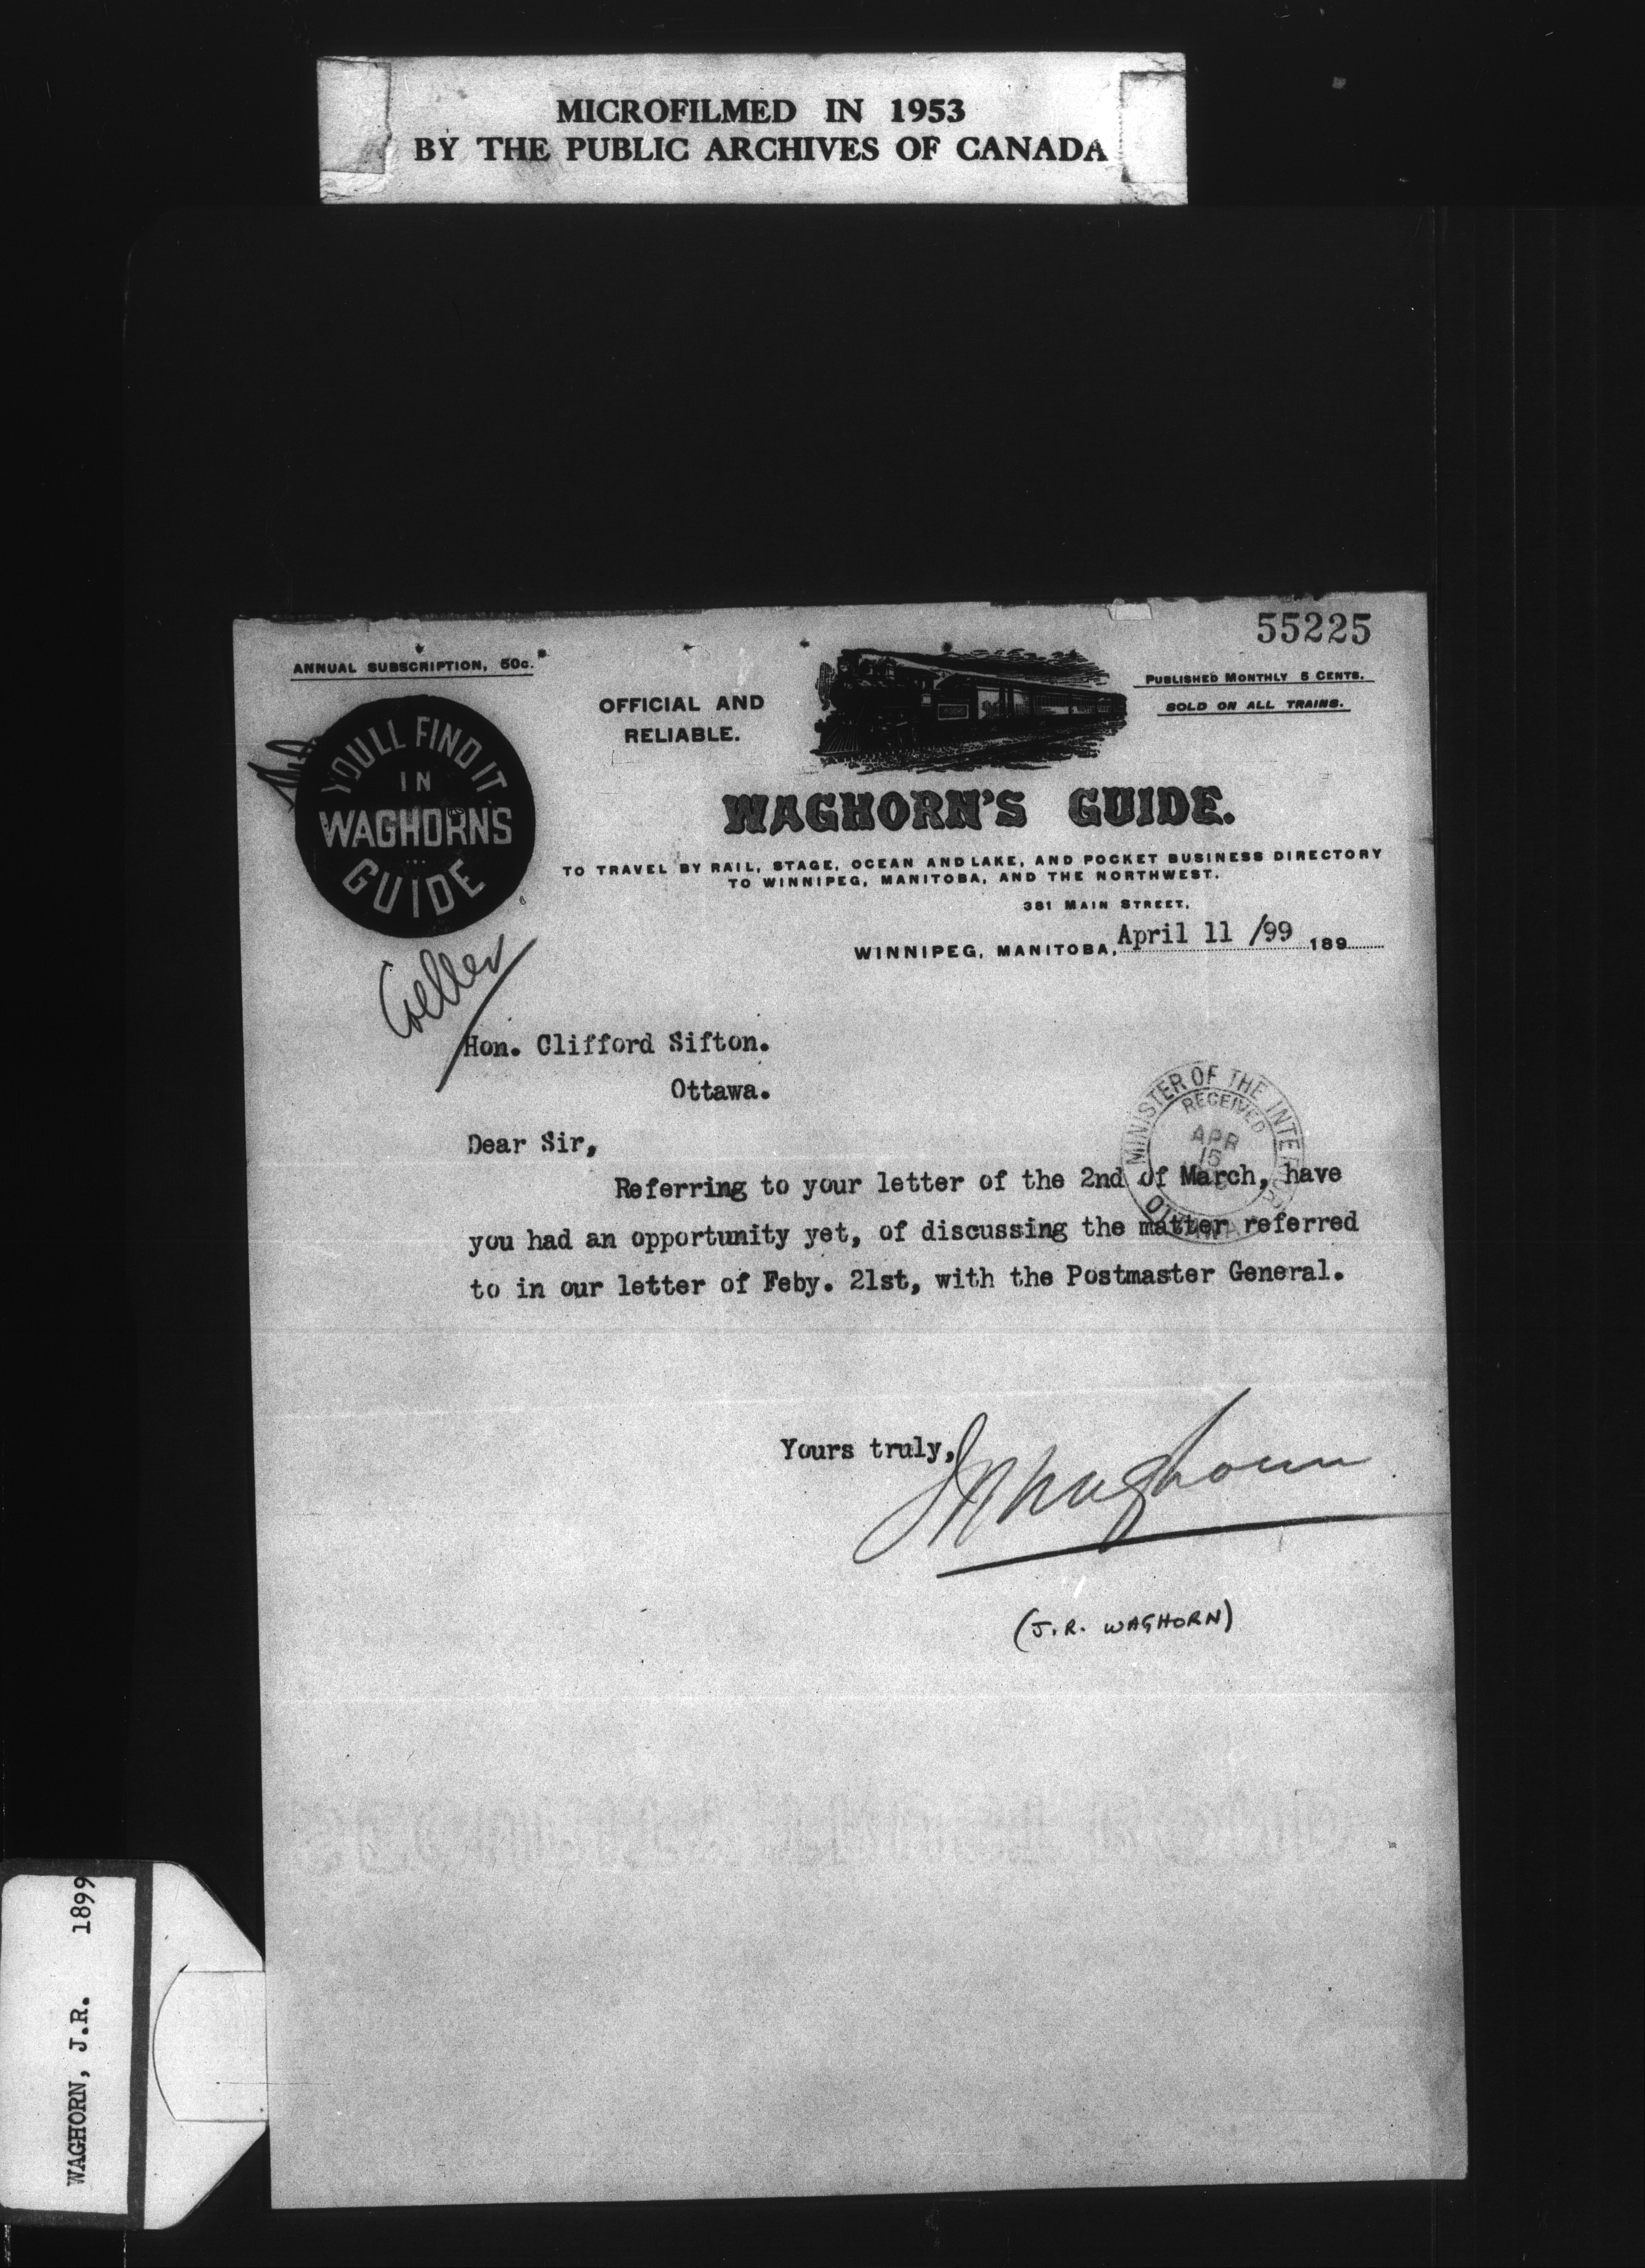 MICROFILMED IN 1953
BY THE PUBLIC ARCHIVES OF CANADA
55225
ANNUAL SUBSCRIPTION, 50c.
PUBLISHED MONTHLY 5 CENTS.
SOLD ON ALL TRAINS.
OFFICIAL AND
RELIABLE.
YOULL FIND IT
IN
WAGHORNS
GUIDE
WAGHORN'S GUIDE.
TO TRAVEL BY RAIL, STAGE, OCEAN AND LAKE, AND POCKET BUSINESS DIRECTORY
TO WINNIPEG, MANITOBA, AND THE NORTHWEST.
381 MAIN STREET,
WINNIPEG, MANITOBA, April 11 /99 189
Hon. Clifford Sifton.
Ottawa.
MINISTER OF THE INTERIOR
RECEIVED
APR
15
OTTAWA
Dear Sir,
Referring to your letter of the 2nd of March, have
you had an opportunity yet, of discussing the matter referred
to in our letter of Feby. 21st, with the Postmaster General.
Yours truly,
J R Waghorn
(J.R. WAGHORN)
WAGHORN, J.R. 1899